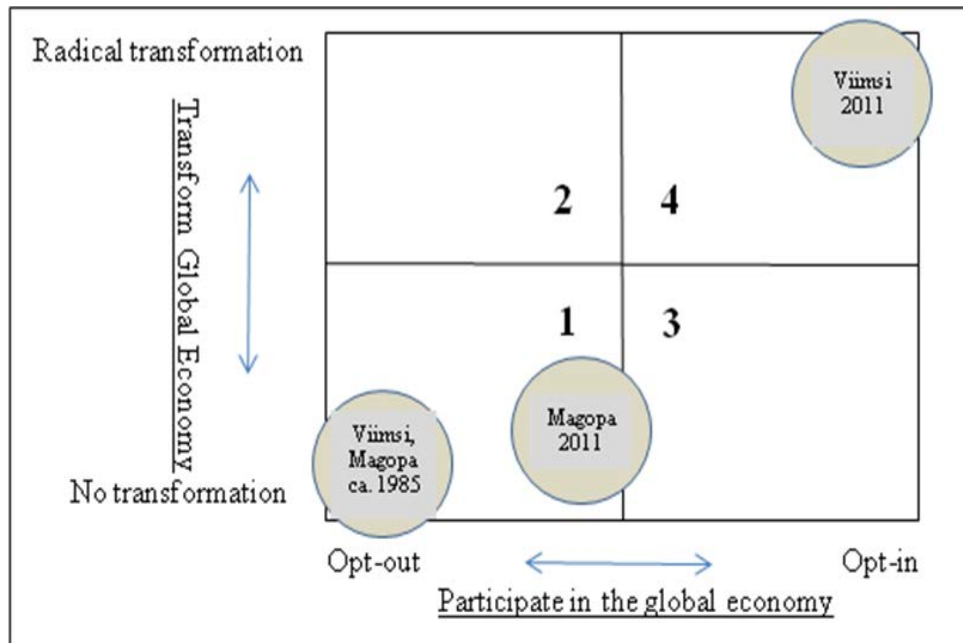 Radical transformation
Transform Global Economy
No transformation
Viimsi
2011
2
4
1
3
Magopa
2011
Viimsi,
Magopa
ca. 1985
Opt-out
Opt-in
Participate in the global economy